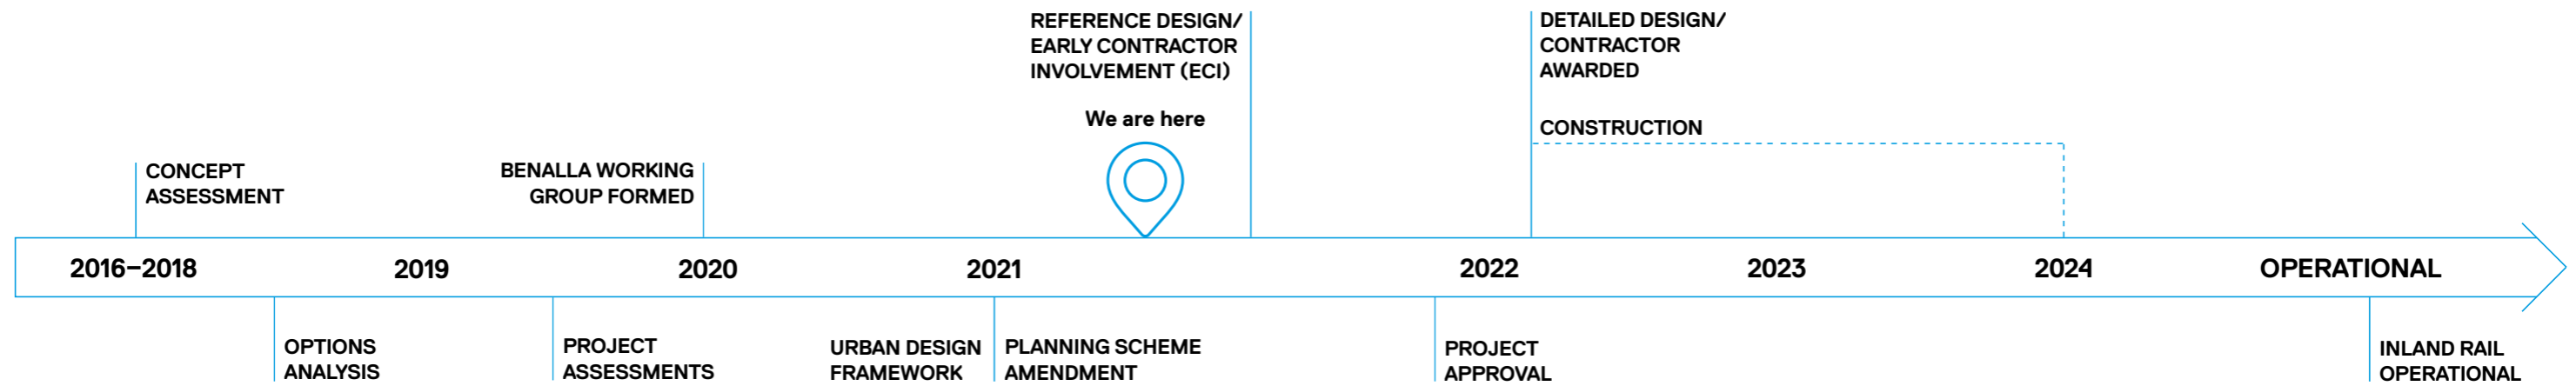 REFERENCE DESIGN/
EARLY CONTRACTOR
INVOLVEMENT (ECI)
DETAILED DESIGN/
CONTRACTOR
AWARDED
We are here
CONSTRUCTION
CONCEPT
ASSESSMENT
BENALLA WORKING
GROUP FORMED
2016–2018
2019
2020
2021
2022
2023
2024
OPERATIONAL
OPTIONS
ANALYSIS
PROJECT
ASSESSMENTS
URBAN DESIGN
FRAMEWORK
PLANNING SCHEME
AMENDMENT
PROJECT
APPROVAL
INLAND RAIL
OPERATIONAL